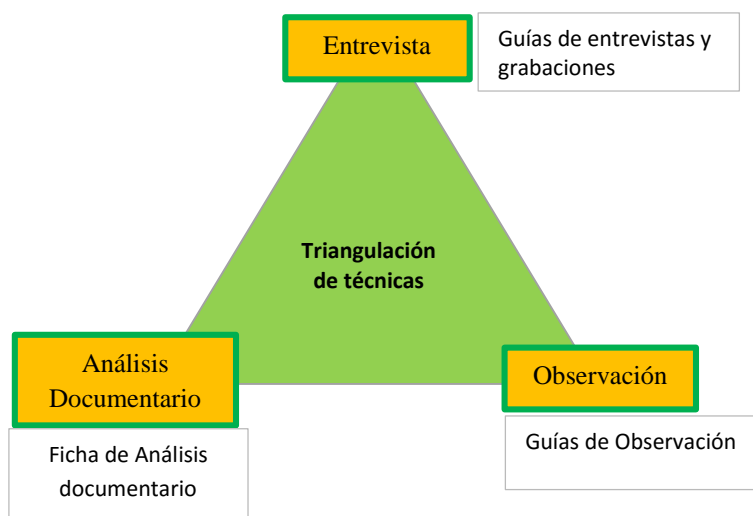 Entrevista
Guías de entrevistas y
grabaciones
Triangulación
de técnicas
Análisis
Documentario
Observación
Ficha de Análisis
documentario
Guías de Observación